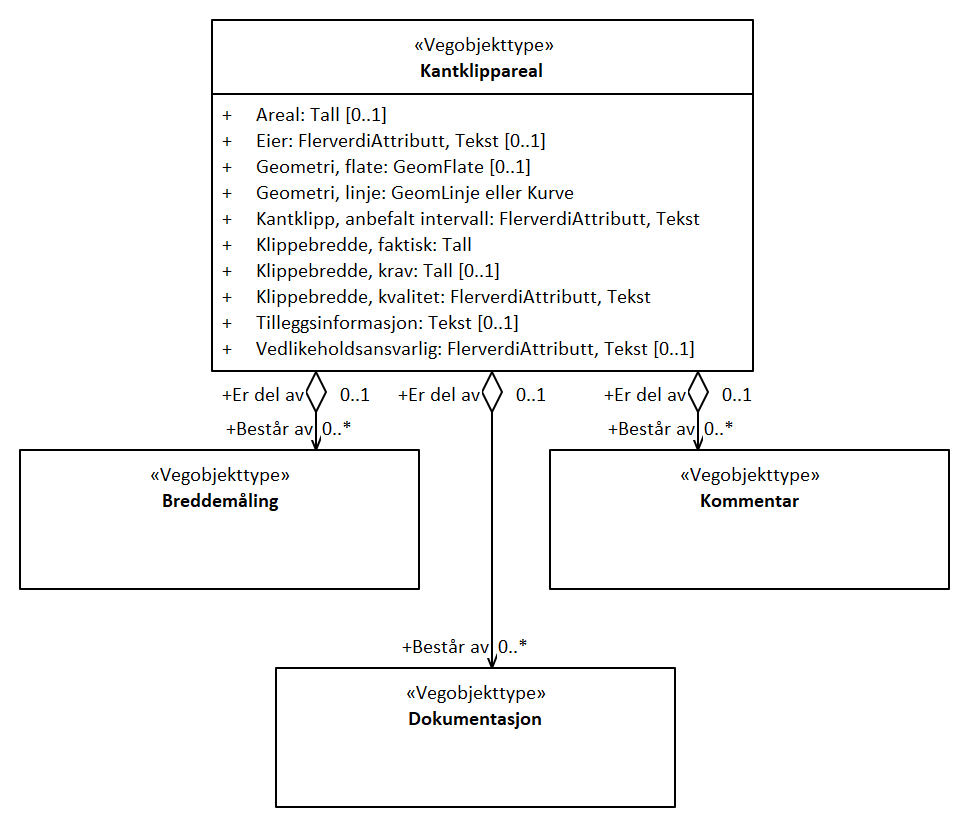 «Vegobjekttype»
Kantklippareal
+ Areal: Tall [0..1]
+ Eier: FlerverdiAttributt, Tekst [0..1]
+ Geometri, flate: GeomFlate [0..1]
+ Geometri, linje: GeomLinje eller Kurve
+ Kantklipp, anbefalt intervall: FlerverdiAttributt, Tekst
+ Klippebredde, faktisk: Tall
+ Klippebredde, krav: Tall [0..1]
+ Klippebredde, kvalitet: FlerverdiAttributt, Tekst
+ Tilleggsinformasjon: Tekst [0..1]
+ Vedlikeholdsansvarlig: FlerverdiAttributt, Tekst [0..1]
+Er del av 0..1 +Er del av 0..1 +Er del av 0..1
+Består av 0..* +Består av 0..*
«Vegobjekttype» «Vegobjekttype»
Breddemåling Kommentar
+Består av 0..*
«Vegobjekttype»
Dokumentasjon